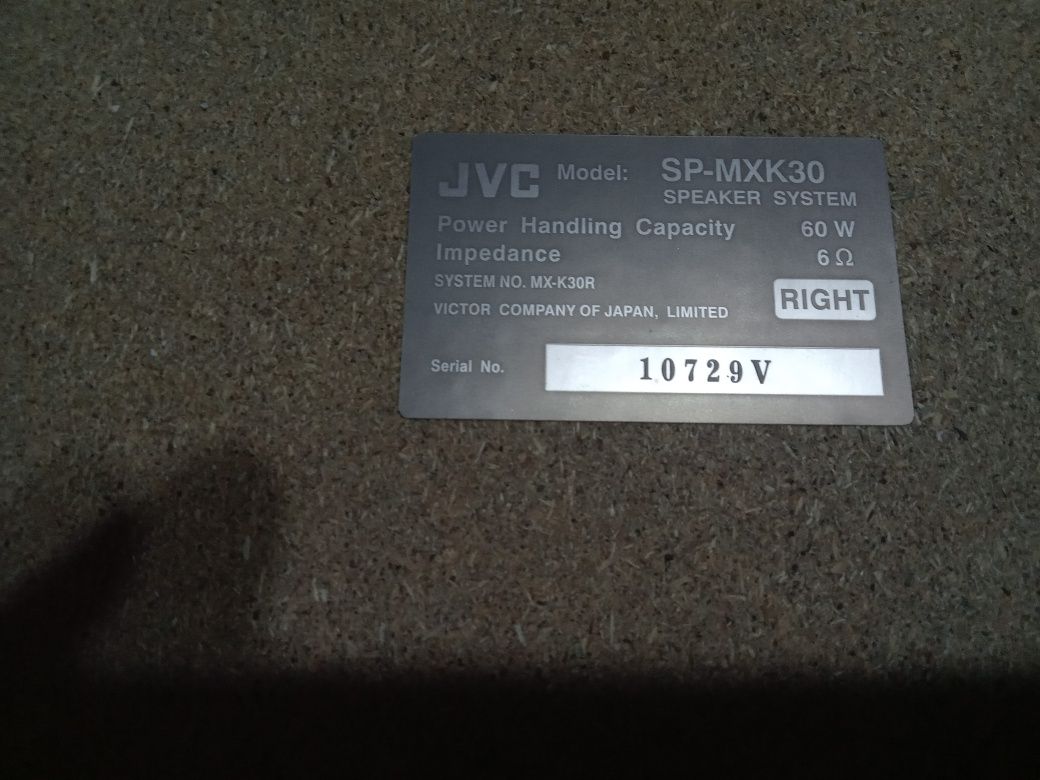 JVC Model: SP-MXK30
SPEAKER SYSTEM
Power Handling Capacity 60 W
Impedance 6 Ω
SYSTEM NO. MX-K30R
RIGHT
VICTOR COMPANY OF JAPAN, LIMITED
Serial No. 10729V